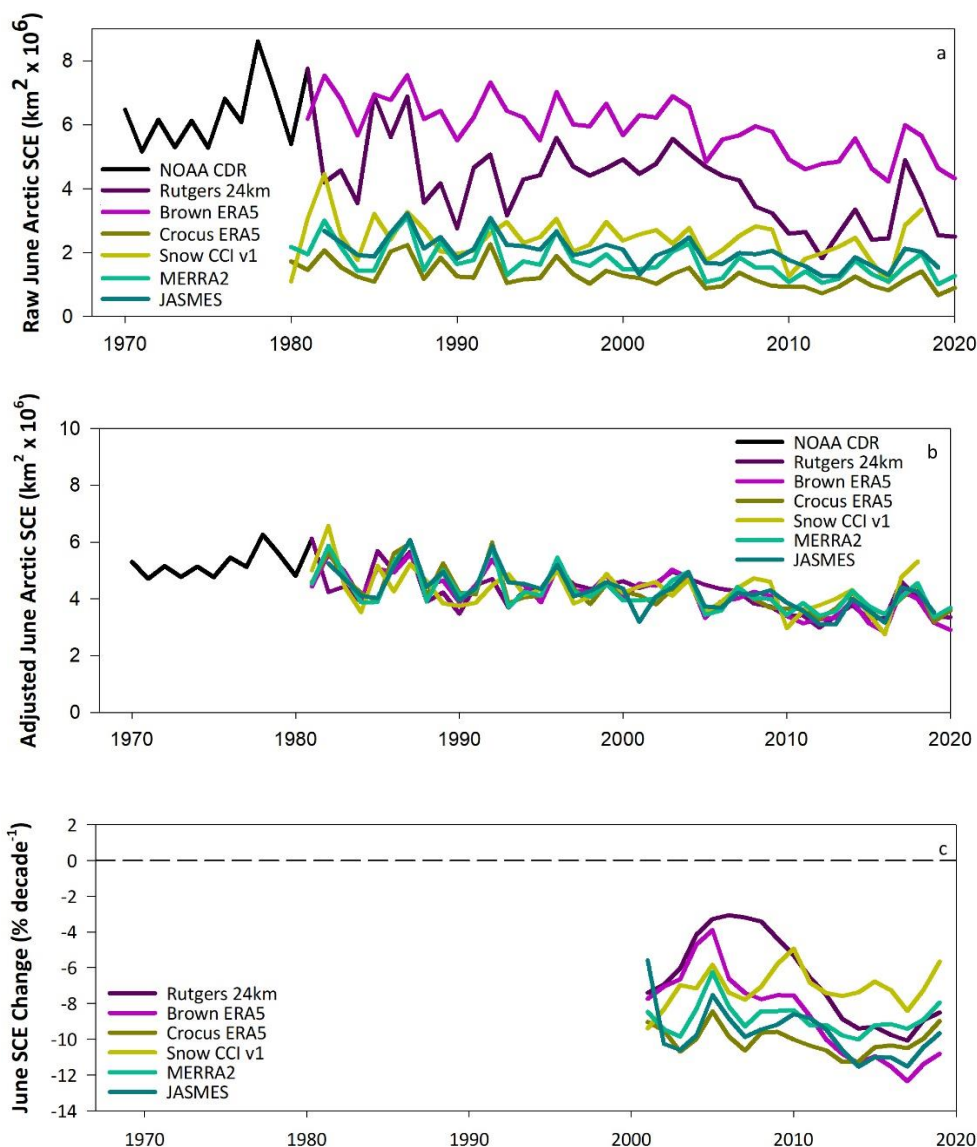 Raw June Arctic SCE (km² x 10⁶)
a
8
6
4
2
0
NOAA CDR
Rutgers 24km
Brown ERA5
Crocus ERA5
Snow CCI v1
MERRA2
JASMES
1970 1980 1990 2000 2010 2020
Adjusted June Arctic SCE (km² x 10⁶)
b
10
8
6
4
2
0
NOAA CDR
Rutgers 24km
Brown ERA5
Crocus ERA5
Snow CCI v1
MERRA2
JASMES
1970 1980 1990 2000 2010 2020
June SCE Change (% decade⁻¹)
c
2
0
-2
-4
-6
-8
-10
-12
-14
Rutgers 24km
Brown ERA5
Crocus ERA5
Snow CCI v1
MERRA2
JASMES
1970 1980 1990 2000 2010 2020